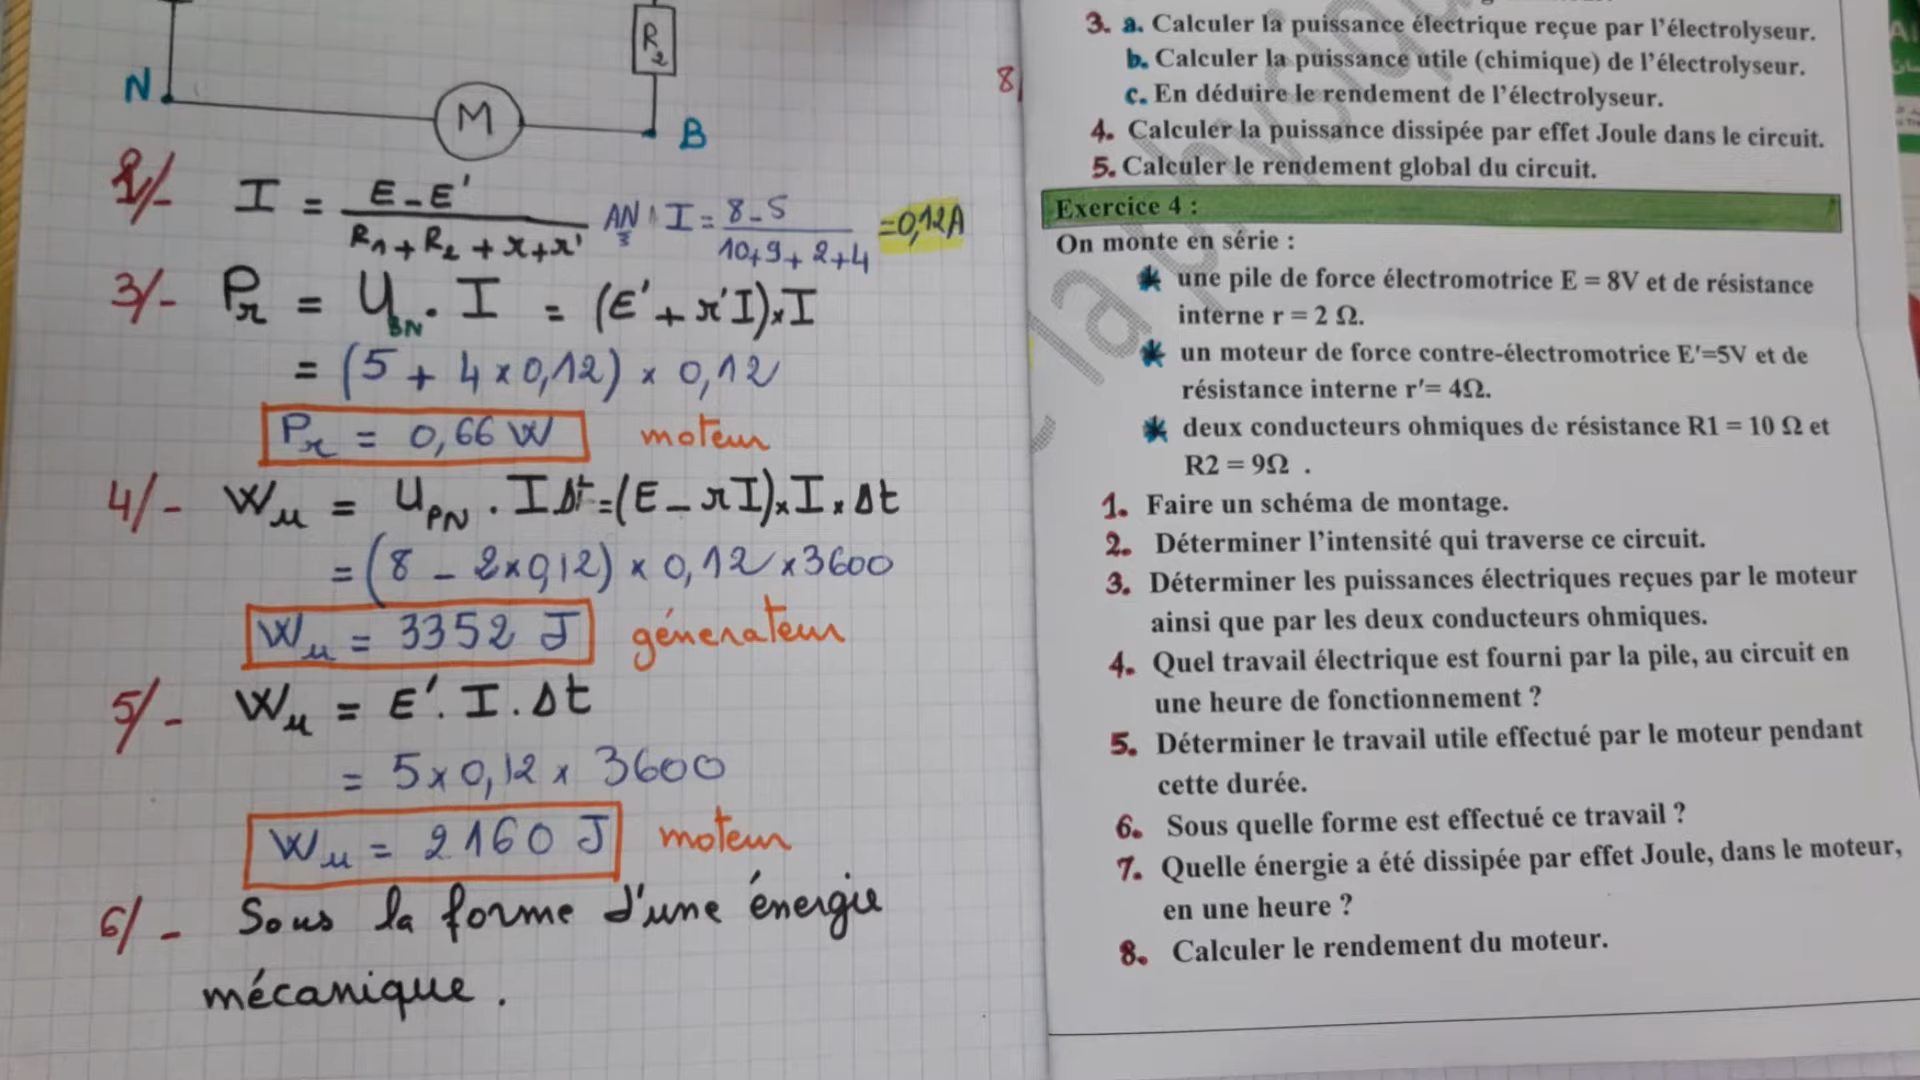 R2
N
M
B
2/- I = E-E' / R1+R2+r+r' AN: I = 8-5 / 10+9+2+4 =0,12A
3/- Pr = UBN . I = (E'+r'I)×I
= (5 + 4×0,12) × 0,12
Pr = 0,66 W moteur
4/- Wu = UPN . I Δt=(E-rI)×I×Δt
= (8 - 2×0,12) × 0,12 ×3600
Wu = 3352 J génerateur
5/- Wu = E'. I . Δt
= 5×0,12× 3600
Wu = 2160 J moteur
6/- Sous la forme d'une énergie
mécanique.
8/
3. a. Calculer la puissance électrique reçue par l'électrolyseur.
b. Calculer la puissance utile (chimique) de l'électrolyseur.
c. En déduire le rendement de l'électrolyseur.
4. Calculer la puissance dissipée par effet Joule dans le circuit.
5. Calculer le rendement global du circuit.
Exercice 4 :
On monte en série :
une pile de force électromotrice E = 8V et de résistance
interne r = 2 Ω.
un moteur de force contre-électromotrice E'=5V et de
résistance interne r'= 4Ω.
deux conducteurs ohmiques de résistance R1 = 10 Ω et
R2 = 9Ω .
1. Faire un schéma de montage.
2. Déterminer l'intensité qui traverse ce circuit.
3. Déterminer les puissances électriques reçues par le moteur
ainsi que par les deux conducteurs ohmiques.
4. Quel travail électrique est fourni par la pile, au circuit en
une heure de fonctionnement ?
5. Déterminer le travail utile effectué par le moteur pendant
cette durée.
6. Sous quelle forme est effectué ce travail ?
7. Quelle énergie a été dissipée par effet Joule, dans le moteur,
en une heure ?
8. Calculer le rendement du moteur.